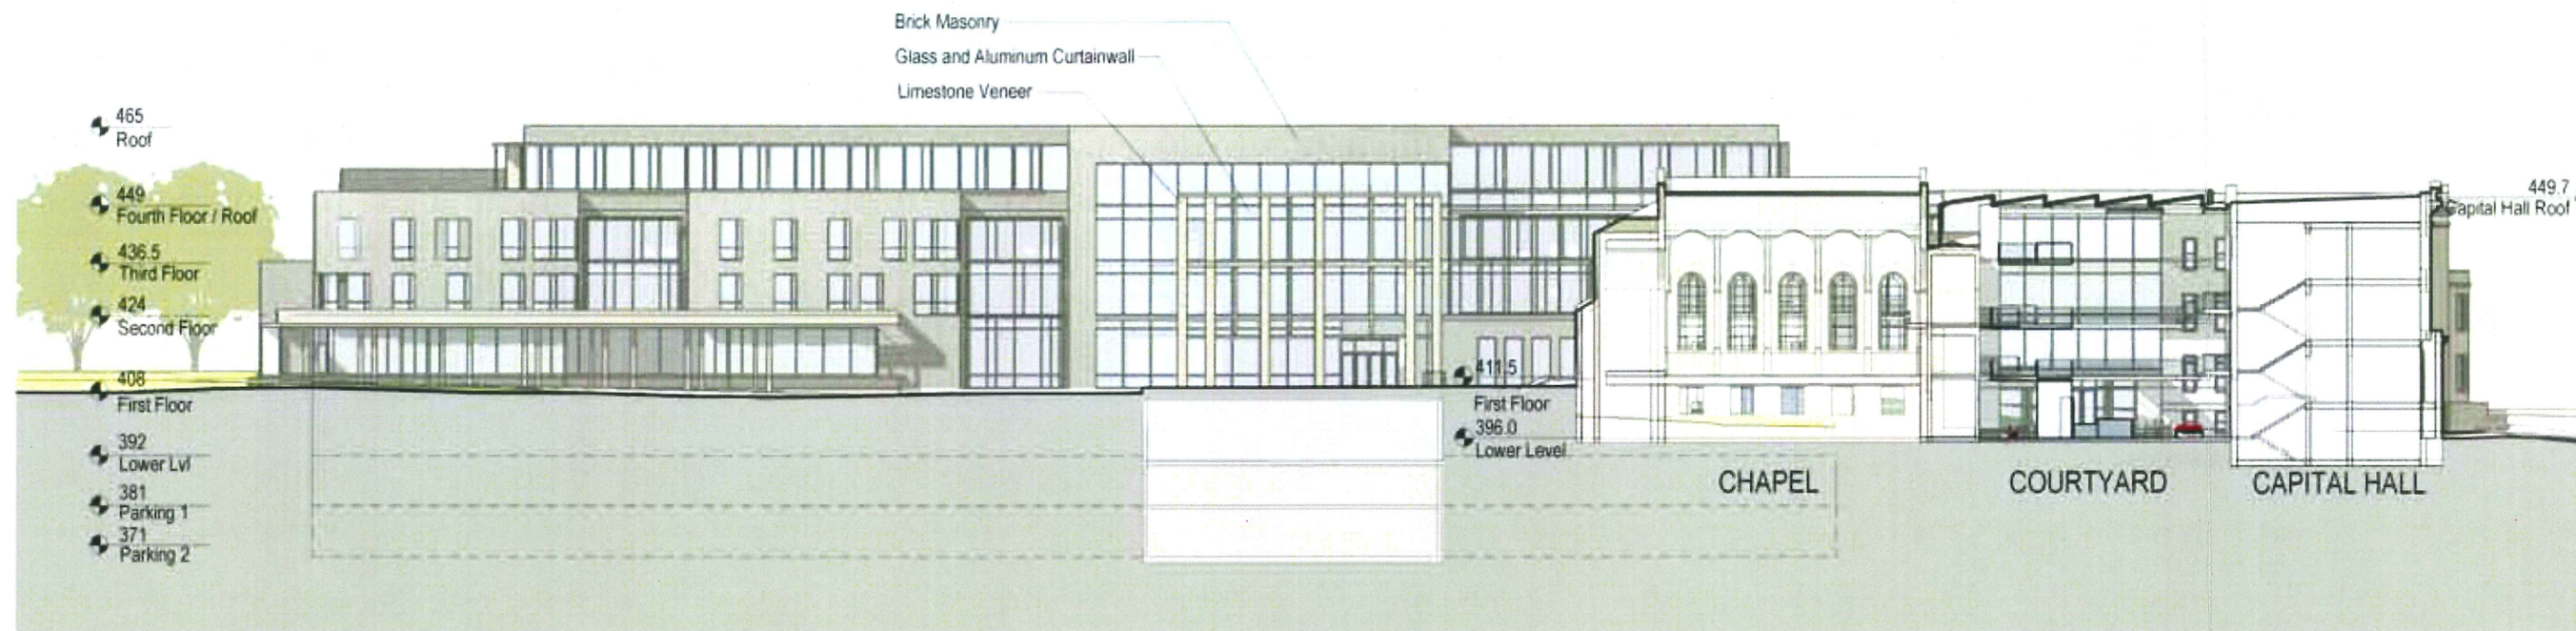 Brick Masonry
Glass and Aluminum Curtainwall
Limestone Veneer
465
Roof
449
Fourth Floor / Roof
436.5
Third Floor
424
Second Floor
408
First Floor
392
Lower Lvl
381
Parking 1
371
Parking 2
411.5
First Floor
396.0
Lower Level
449.7
Capital Hall Roof
CHAPEL
COURTYARD
CAPITAL HALL